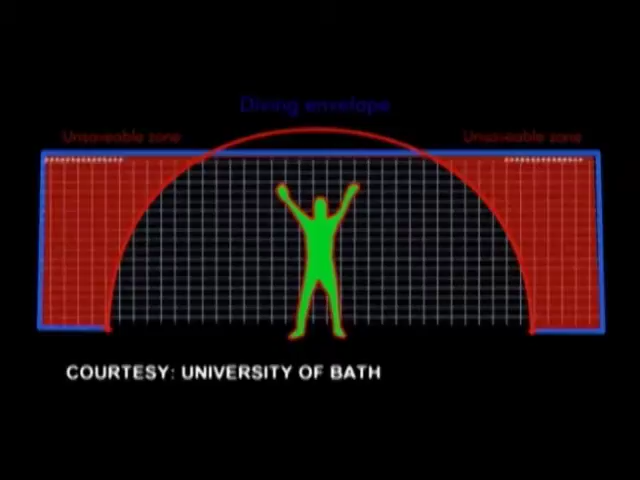 Diving envelope
Unsaveable zone
Unsaveable zone
COURTESY: UNIVERSITY OF BATH